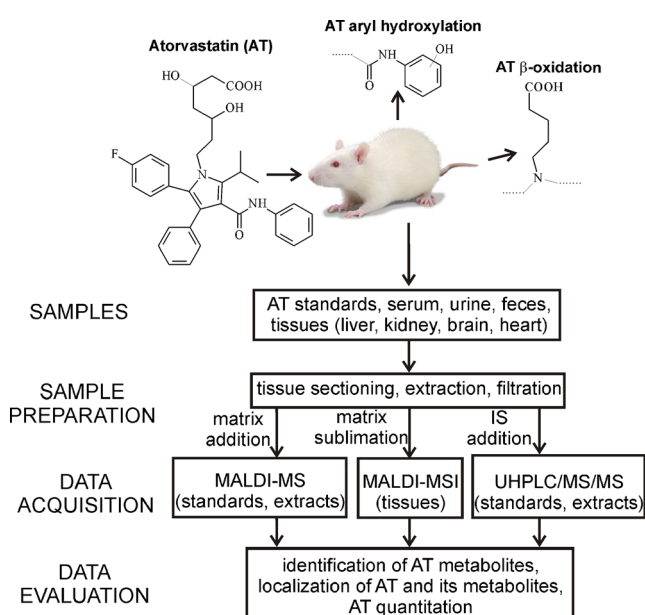 AT aryl hydroxylation
Atorvastatin (AT)
AT β-oxidation
OH
NH
O
COOH
HO
COOH
OH
F
N
NH
O
N
SAMPLES
AT standards, serum, urine, feces,
tissues (liver, kidney, brain, heart)
SAMPLE
PREPARATION
tissue sectioning, extraction, filtration
matrix
addition
matrix
sublimation
IS
addition
DATA
ACQUISITION
MALDI-MS
(standards, extracts)
MALDI-MSI
(tissues)
UHPLC/MS/MS
(standards, extracts)
DATA
EVALUATION
identification of AT metabolites,
localization of AT and its metabolites,
AT quantitation